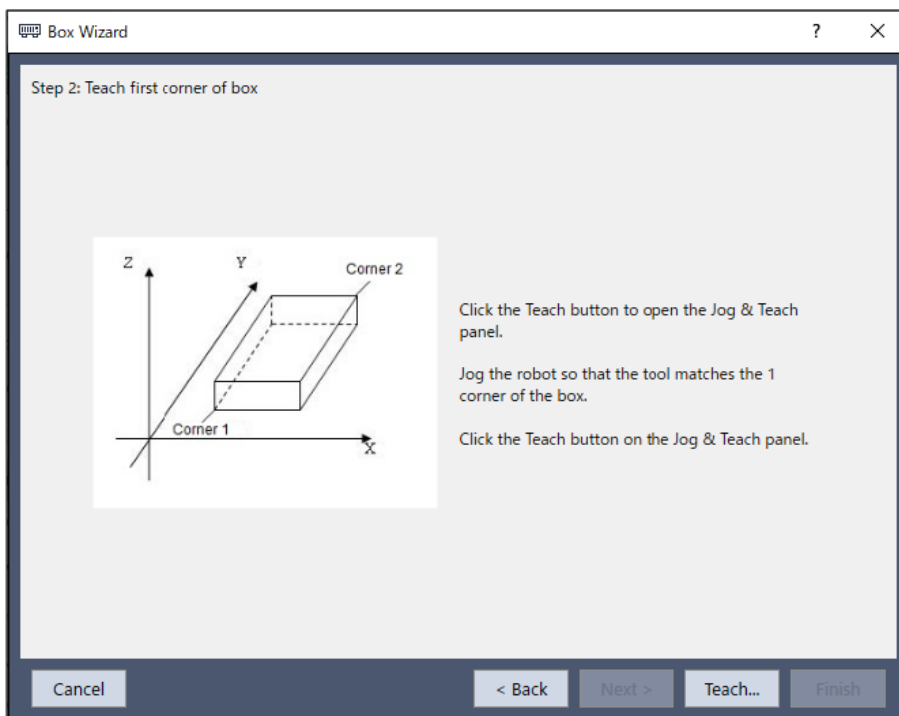 Box Wizard
?
Step 2: Teach first corner of box
Z
Y
Corner 2
Corner 1
X
Click the Teach button to open the Jog & Teach
panel.
Jog the robot so that the tool matches the 1
corner of the box.
Click the Teach button on the Jog & Teach panel.
Cancel
< Back
Next >
Teach...
Finish